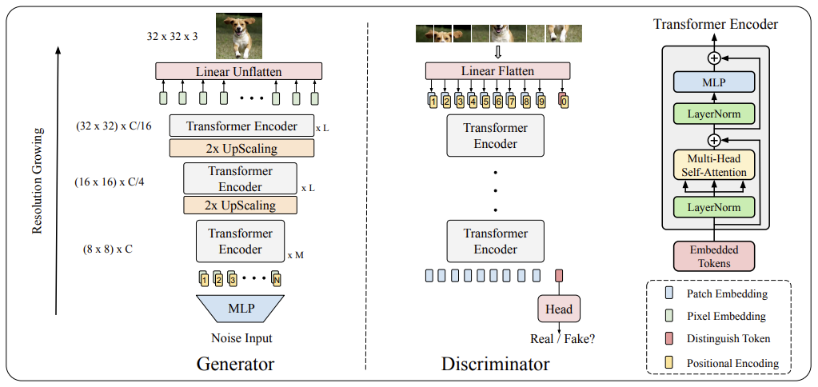 Resolution Growing
32 x 32 x 3
Linear Unflatten
(32 x 32) x C/16
Transformer Encoder
x L
2x UpScaling
(16 x 16) x C/4
Transformer
Encoder
x L
2x UpScaling
(8 x 8) x C
Transformer
Encoder
x M
1 2 3 N
MLP
Noise Input
Generator
Linear Flatten
1 2 3 4 5 6 7 8 9 0
Transformer
Encoder
Transformer
Encoder
Head
Real / Fake?
Discriminator
Transformer Encoder
MLP
LayerNorm
Multi-Head
Self-Attention
LayerNorm
Embedded
Tokens
Patch Embedding
Pixel Embedding
Distinguish Token
Positional Encoding